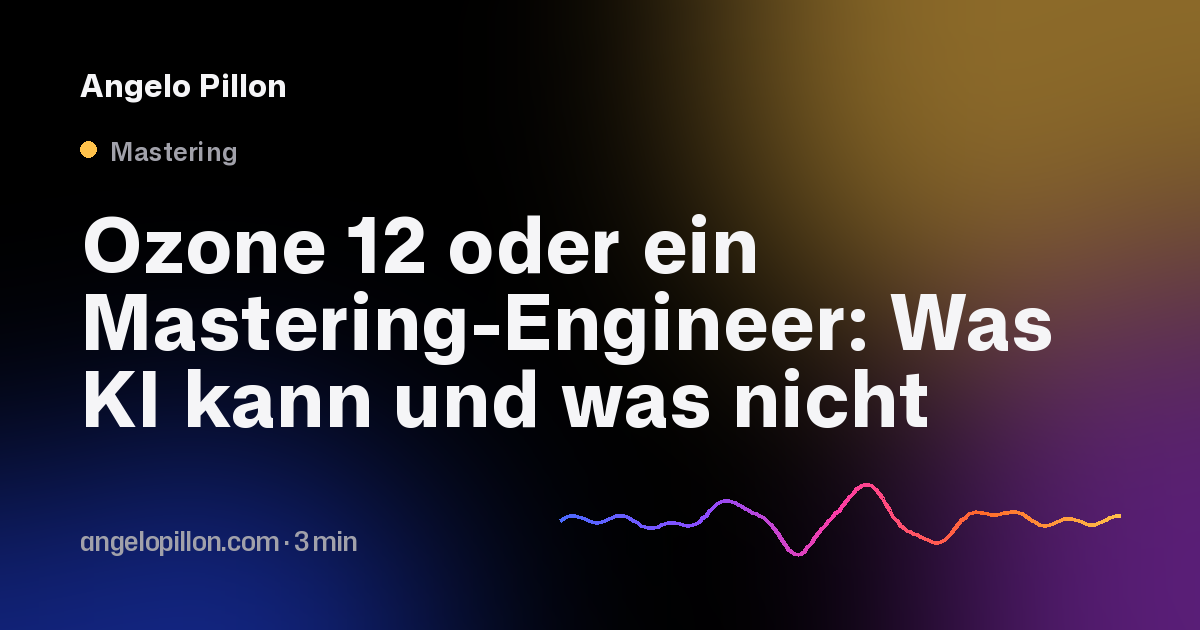 Angelo Pillon
Mastering
Ozone 12 oder ein
Mastering-Engineer: Was
KI kann und was nicht
angelopillon.com · 3 min